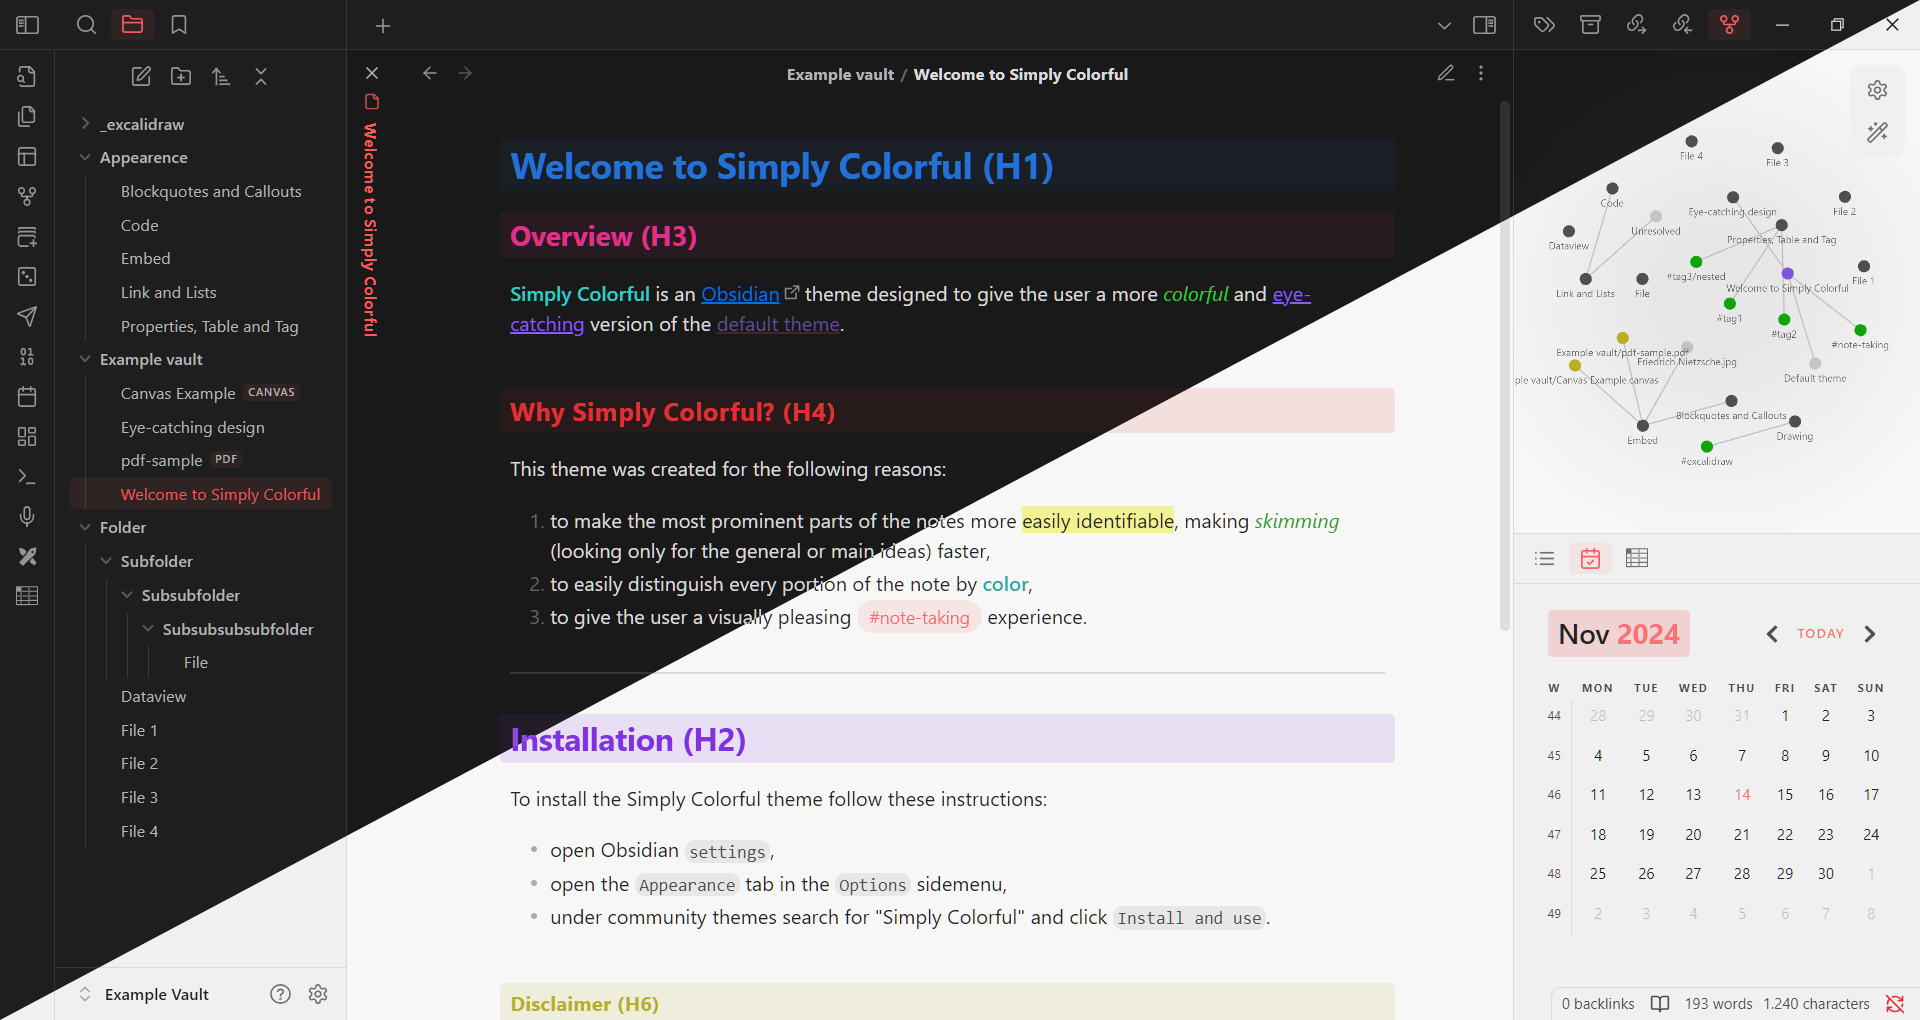 Example vault / Welcome to Simply Colorful
_excalidraw
Appearence
Blockquotes and Callouts
Code
Embed
Link and Lists
Properties, Table and Tag
Example vault
Canvas Example CANVAS
Eye-catching design
pdf-sample PDF
Welcome to Simply Colorful
Folder
Subfolder
Subsubfolder
Subsubsubsubfolder
File
Dataview
File 1
File 2
File 3
File 4
Example Vault
Welcome to Simply Colorful
Welcome to Simply Colorful (H1)
Overview (H3)
Simply Colorful is an Obsidian theme designed to give the user a more colorful and eye-
catching version of the default theme.
Why Simply Colorful? (H4)
This theme was created for the following reasons:
1. to make the most prominent parts of the notes more easily identifiable, making skimming
(looking only for the general or main ideas) faster,
2. to easily distinguish every portion of the note by color,
3. to give the user a visually pleasing #note-taking experience.
Installation (H2)
To install the Simply Colorful theme follow these instructions:
• open Obsidian settings,
• open the Appearance tab in the Options sidemenu,
• under community themes search for "Simply Colorful" and click Install and use.
Disclaimer (H6)
File 4
File 3
Code
Eye-catching design
File 2
Unresolved
Dataview
Properties, Table and Tag
#tag3/nested
File 1
Welcome to Simply Colorful
Link and Lists
File
#tag1
#tag2
#note-taking
Example vault/pdf-sample.pdf
Friedrich Nietzsche.jpg
ple vault/Canvas Example.canvas
Default theme
Blockquotes and Callouts
Drawing
Embed
#excalidraw
Nov 2024
TODAY
W MON TUE WED THU FRI SAT SUN
44 28 29 30 31 1 2 3
45 4 5 6 7 8 9 10
46 11 12 13 14 15 16 17
47 18 19 20 21 22 23 24
48 25 26 27 28 29 30 1
49 2 3 4 5 6 7 8
0 backlinks 193 words 1.240 characters